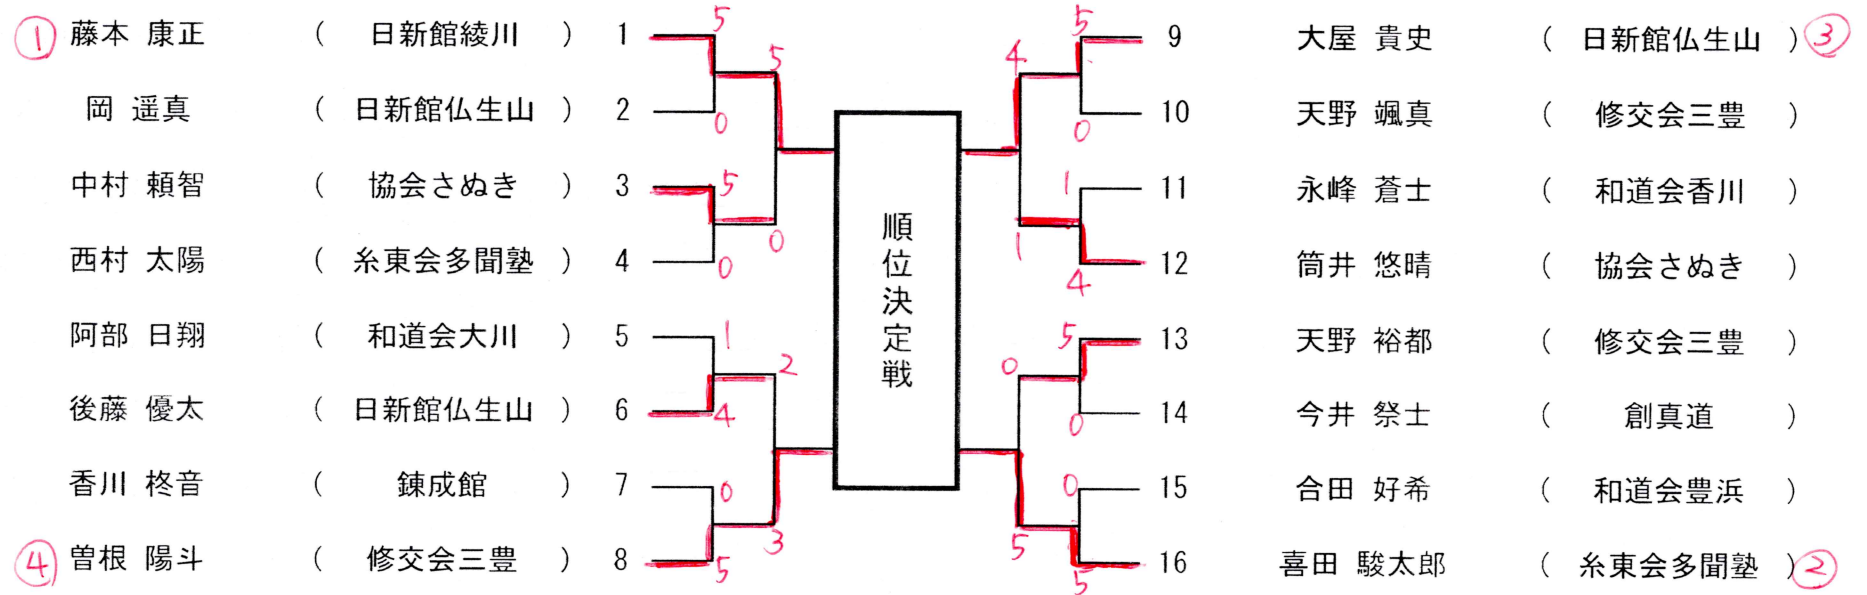 ① 藤本 康正 ( 日新館綾川 ) 1
岡 遥真 ( 日新館仏生山 ) 2
中村 頼智 ( 協会さぬき ) 3
西村 太陽 ( 糸東会多聞塾 ) 4
阿部 日翔 ( 和道会大川 ) 5
後藤 優太 ( 日新館仏生山 ) 6
香川 柊音 ( 錬成館 ) 7
④ 曽根 陽斗 ( 修交会三豊 ) 8
5
0
5
0
1
4
0
5
5
0
2
3
順位決定戦
4
1
0
5
5
0
1
4
5
0
0
5
9 大屋 貴史 ( 日新館仏生山 ) ③
10 天野 颯真 ( 修交会三豊 )
11 永峰 蒼士 ( 和道会香川 )
12 筒井 悠晴 ( 協会さぬき )
13 天野 裕都 ( 修交会三豊 )
14 今井 祭士 ( 創真道 )
15 合田 好希 ( 和道会豊浜 )
16 喜田 駿太郎 ( 糸東会多聞塾 ) ②